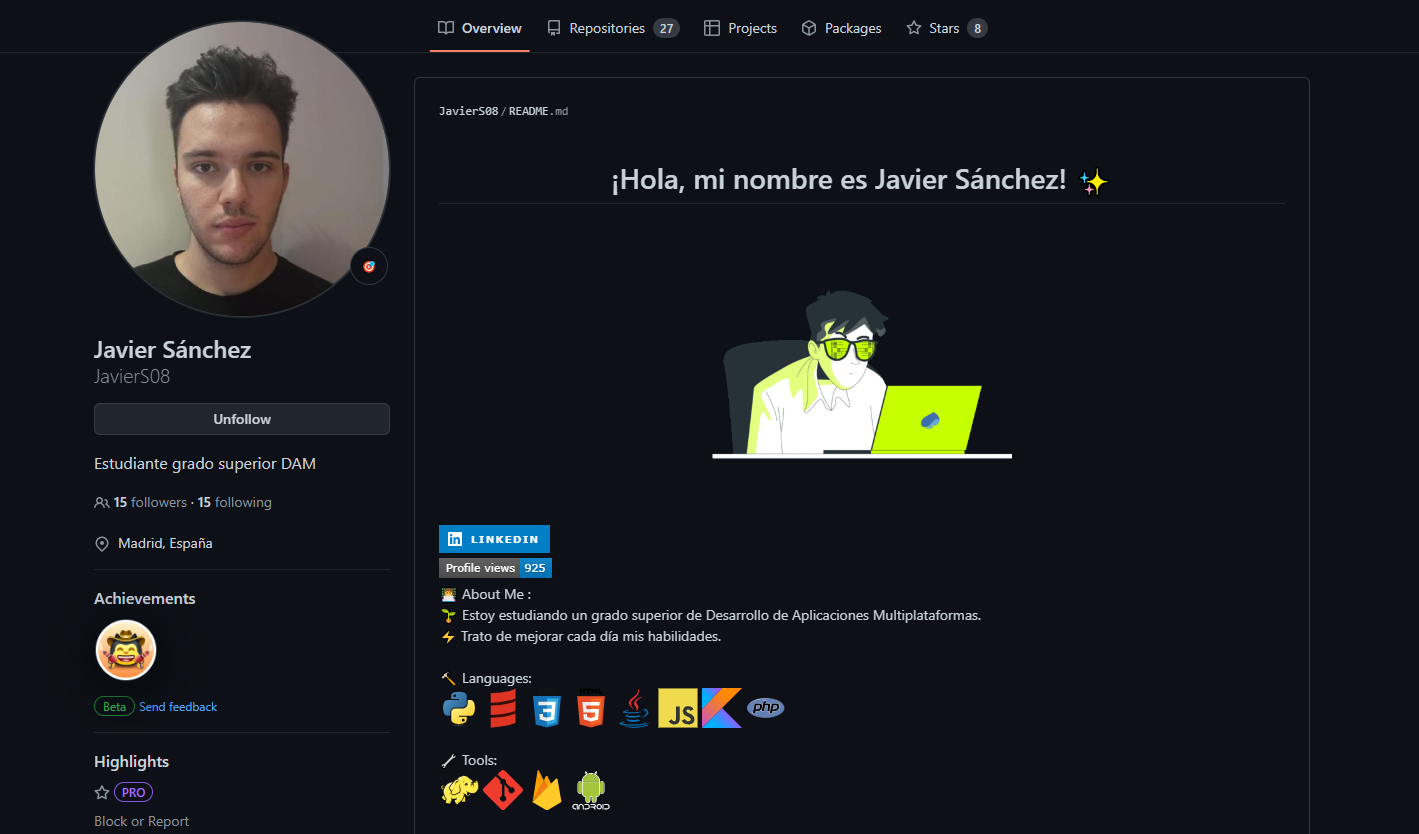 Overview
Repositories 27
Projects
Packages
Stars 8
Javier Sánchez
JavierS08
Unfollow
Estudiante grado superior DAM
15 followers · 15 following
Madrid, España
Achievements
Beta Send feedback
Highlights
PRO
Block or Report
JavierS08/README.md
¡Hola, mi nombre es Javier Sánchez! ✨
in LINKEDIN
Profile views 925
About Me :
Estoy estudiando un grado superior de Desarrollo de Aplicaciones Multiplataformas.
Trato de mejorar cada día mis habilidades.
Languages:
3 HTML 5 JS php
Tools:
ANDROID